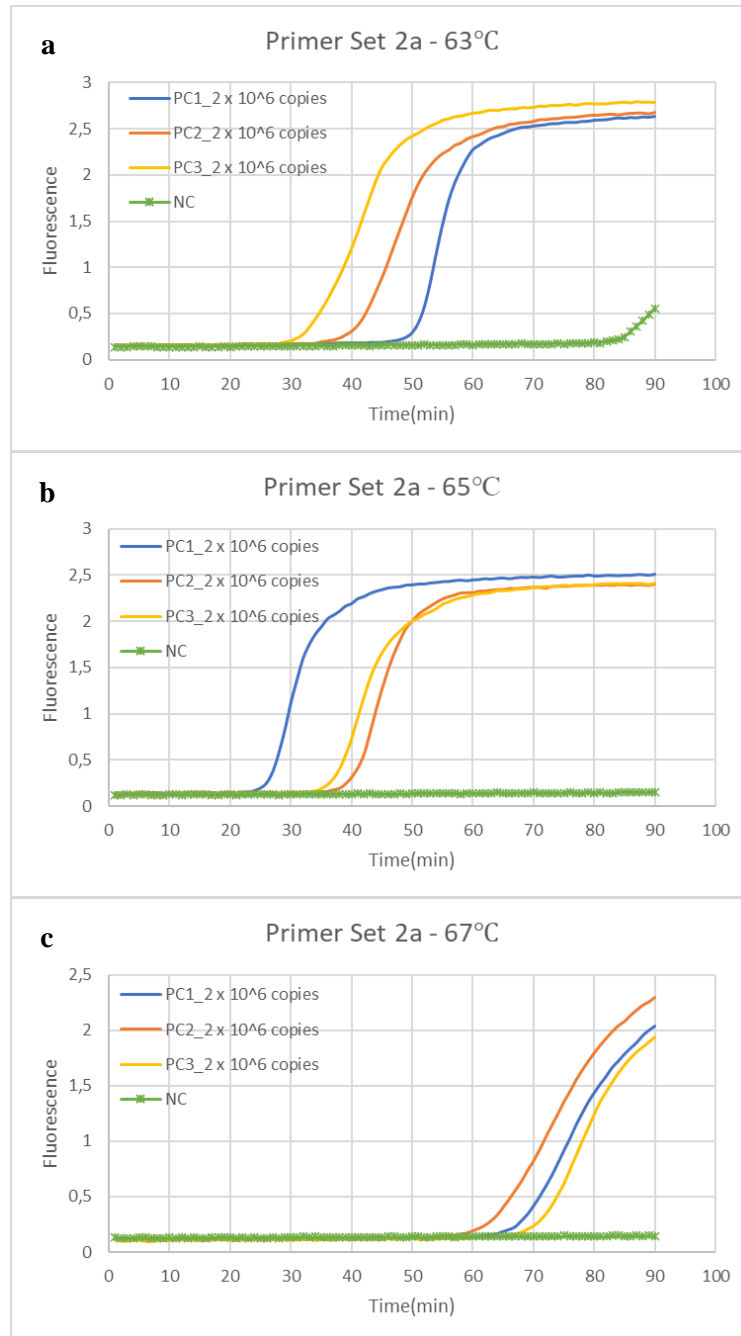 a
Primer Set 2a - 63℃
3
2,5
2
1,5
1
0,5
0
Fluorescence
PC1_2 x 10^6 copies
PC2_2 x 10^6 copies
PC3_2 x 10^6 copies
NC
0 10 20 30 40 50 60 70 80 90 100
Time(min)
b
Primer Set 2a - 65℃
3
2,5
2
1,5
1
0,5
0
Fluorescence
PC1_2 x 10^6 copies
PC2_2 x 10^6 copies
PC3_2 x 10^6 copies
NC
0 10 20 30 40 50 60 70 80 90 100
Time(min)
c
Primer Set 2a - 67℃
2,5
2
1,5
1
0,5
0
Fluorescence
PC1_2 x 10^6 copies
PC2_2 x 10^6 copies
PC3_2 x 10^6 copies
NC
0 10 20 30 40 50 60 70 80 90 100
Time(min)